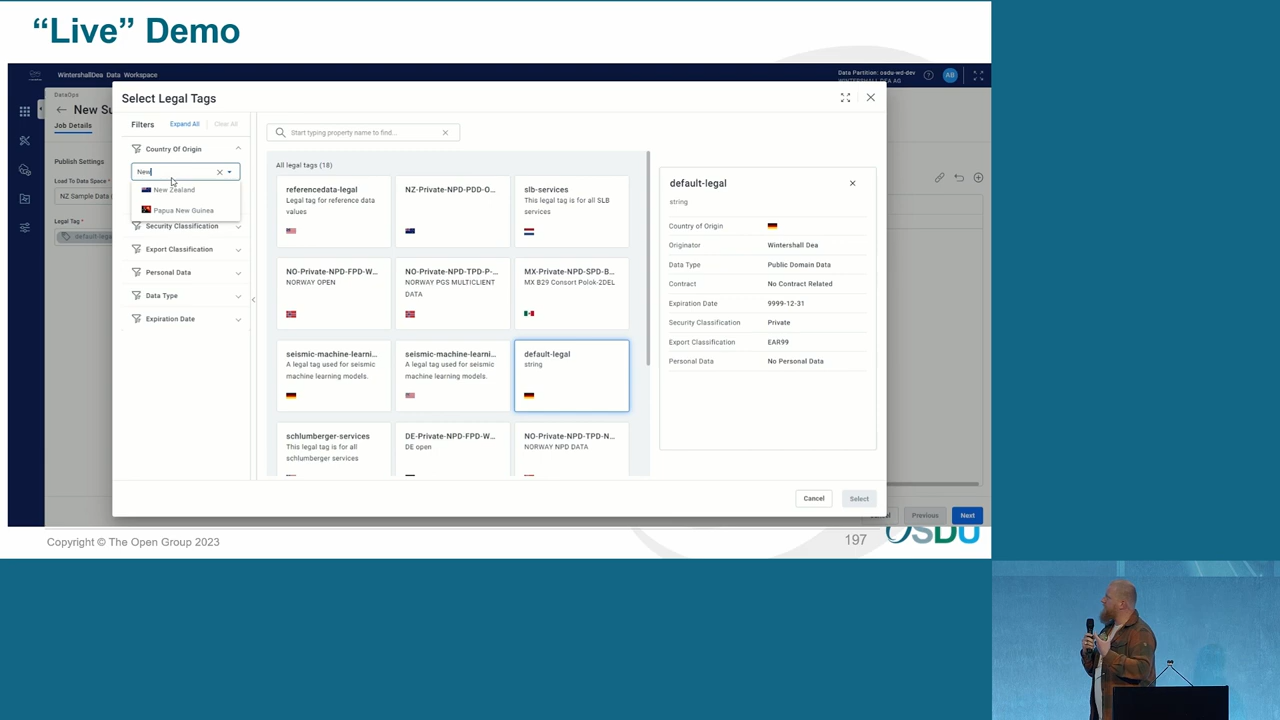 “Live” Demo
WintershallDea Data Workspace
Data Partition: osdu-wd-dev
WINTERSHALL DEA AG
AB
DataOps
New Su
Job Details
Publish Settings
Load To Data Space
NZ Sample Data
Legal Tag *
default-lega
Select Legal Tags
Filters
Expand All
Clear All
Country Of Origin
New
New Zealand
Papua New Guinea
Security Classification
Export Classification
Personal Data
Data Type
Expiration Date
Start typing property name to find...
All legal tags (18)
referencedata-legal
Legal tag for reference data
values
NZ-Private-NPD-PDD-O...
slb-services
This legal tag is for all SLB
services
NO-Private-NPD-FPD-W...
NORWAY OPEN
NO-Private-NPD-TPD-P-...
NORWAY PGS MULTICLIENT
DATA
MX-Private-NPD-SPD-B...
MX B29 Consort Polok-2DEL
seismic-machine-learni...
A legal tag used for seismic
machine learning models.
seismic-machine-learni...
A legal tag used for seismic
machine learning models.
default-legal
string
schlumberger-services
This legal tag is for all
schlumberger services
DE-Private-NPD-FPD-W...
DE open
NO-Private-NPD-TPD-N...
NORWAY NPD DATA
default-legal
string
Country of Origin
Originator Wintershall Dea
Data Type Public Domain Data
Contract No Contract Related
Expiration Date 9999-12-31
Security Classification Private
Export Classification EAR99
Personal Data No Personal Data
Cancel
Select
Previous
Next
Copyright © The Open Group 2023
197
OSDU